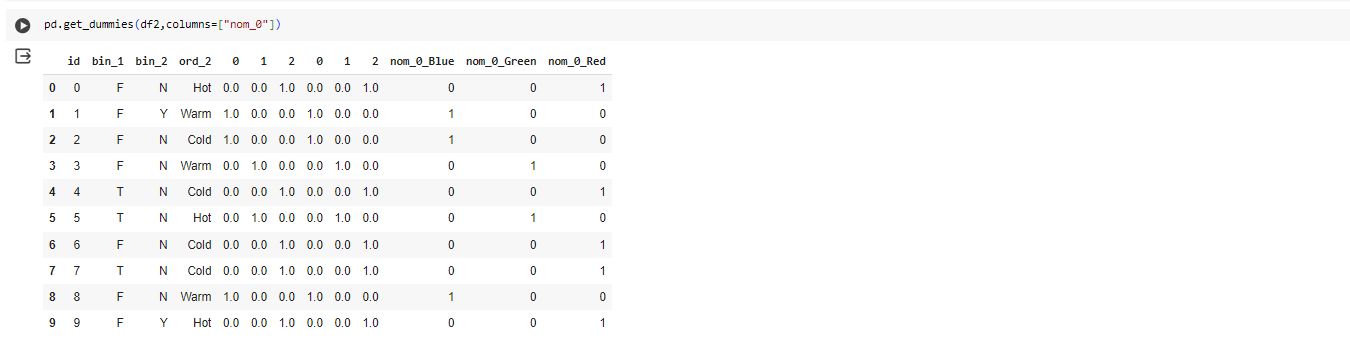 pd.get_dummies(df2,columns=["nom_0"])
id bin_1 bin_2 ord_2 0 1 2 0 1 2 nom_0_Blue nom_0_Green nom_0_Red
0 0 F N Hot 0.0 0.0 1.0 0.0 0.0 1.0 0 0 1
1 1 F Y Warm 1.0 0.0 0.0 1.0 0.0 0.0 1 0 0
2 2 F N Cold 1.0 0.0 0.0 1.0 0.0 0.0 1 0 0
3 3 F N Warm 0.0 1.0 0.0 0.0 1.0 0.0 0 1 0
4 4 T N Cold 0.0 0.0 1.0 0.0 0.0 1.0 0 0 1
5 5 T N Hot 0.0 1.0 0.0 0.0 1.0 0.0 0 1 0
6 6 F N Cold 0.0 0.0 1.0 0.0 0.0 1.0 0 0 1
7 7 T N Cold 0.0 0.0 1.0 0.0 0.0 1.0 0 0 1
8 8 F N Warm 1.0 0.0 0.0 1.0 0.0 0.0 1 0 0
9 9 F Y Hot 0.0 0.0 1.0 0.0 0.0 1.0 0 0 1